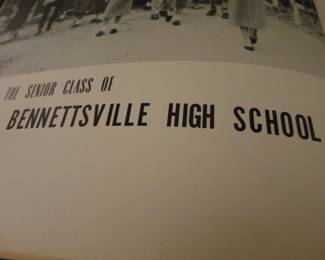 THE SENIOR CLASS OF
BENNETTSVILLE HIGH SCHOOL